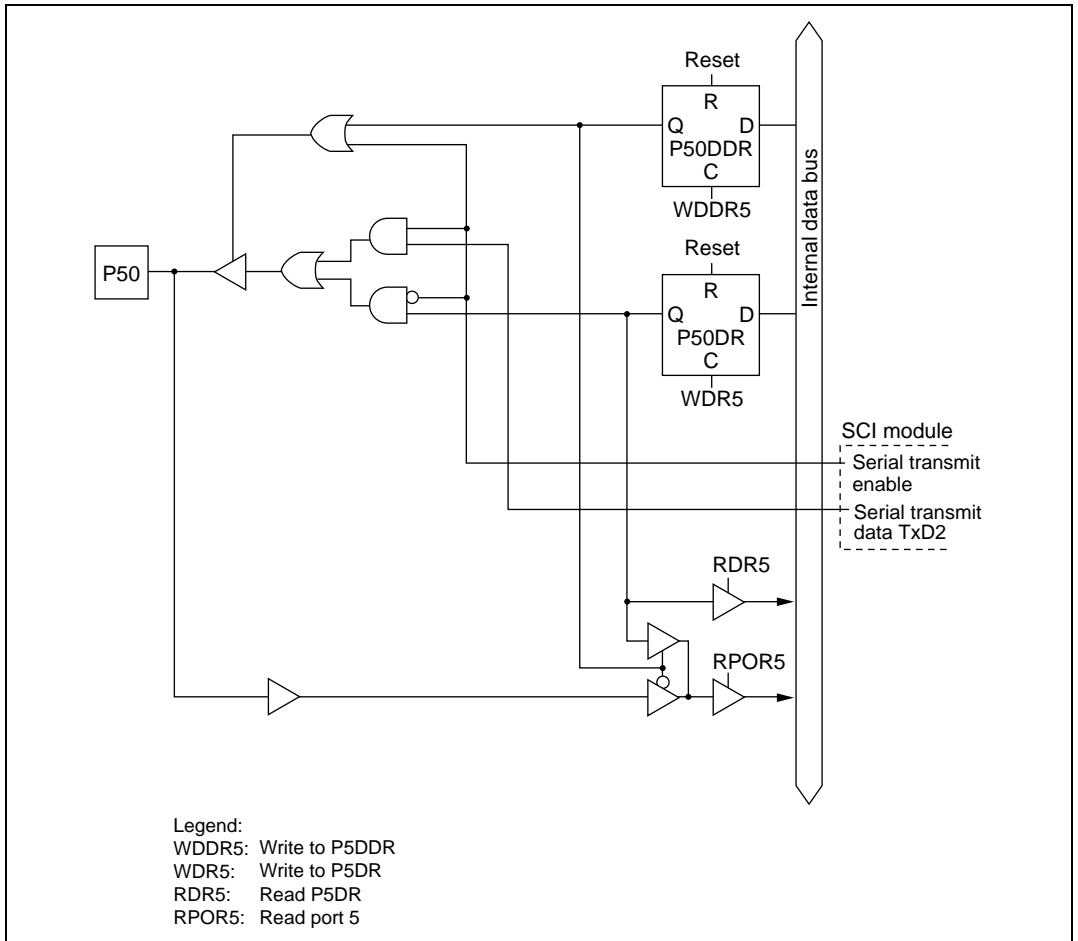 Reset
R
Q D
P50DDR
C
WDDR5
Reset
P50
R
Q D
P50DR
C
WDR5
Internal data bus
SCI module
Serial transmit
enable
Serial transmit
data TxD2
RDR5
RPOR5
Legend:
WDDR5: Write to P5DDR
WDR5: Write to P5DR
RDR5: Read P5DR
RPOR5: Read port 5